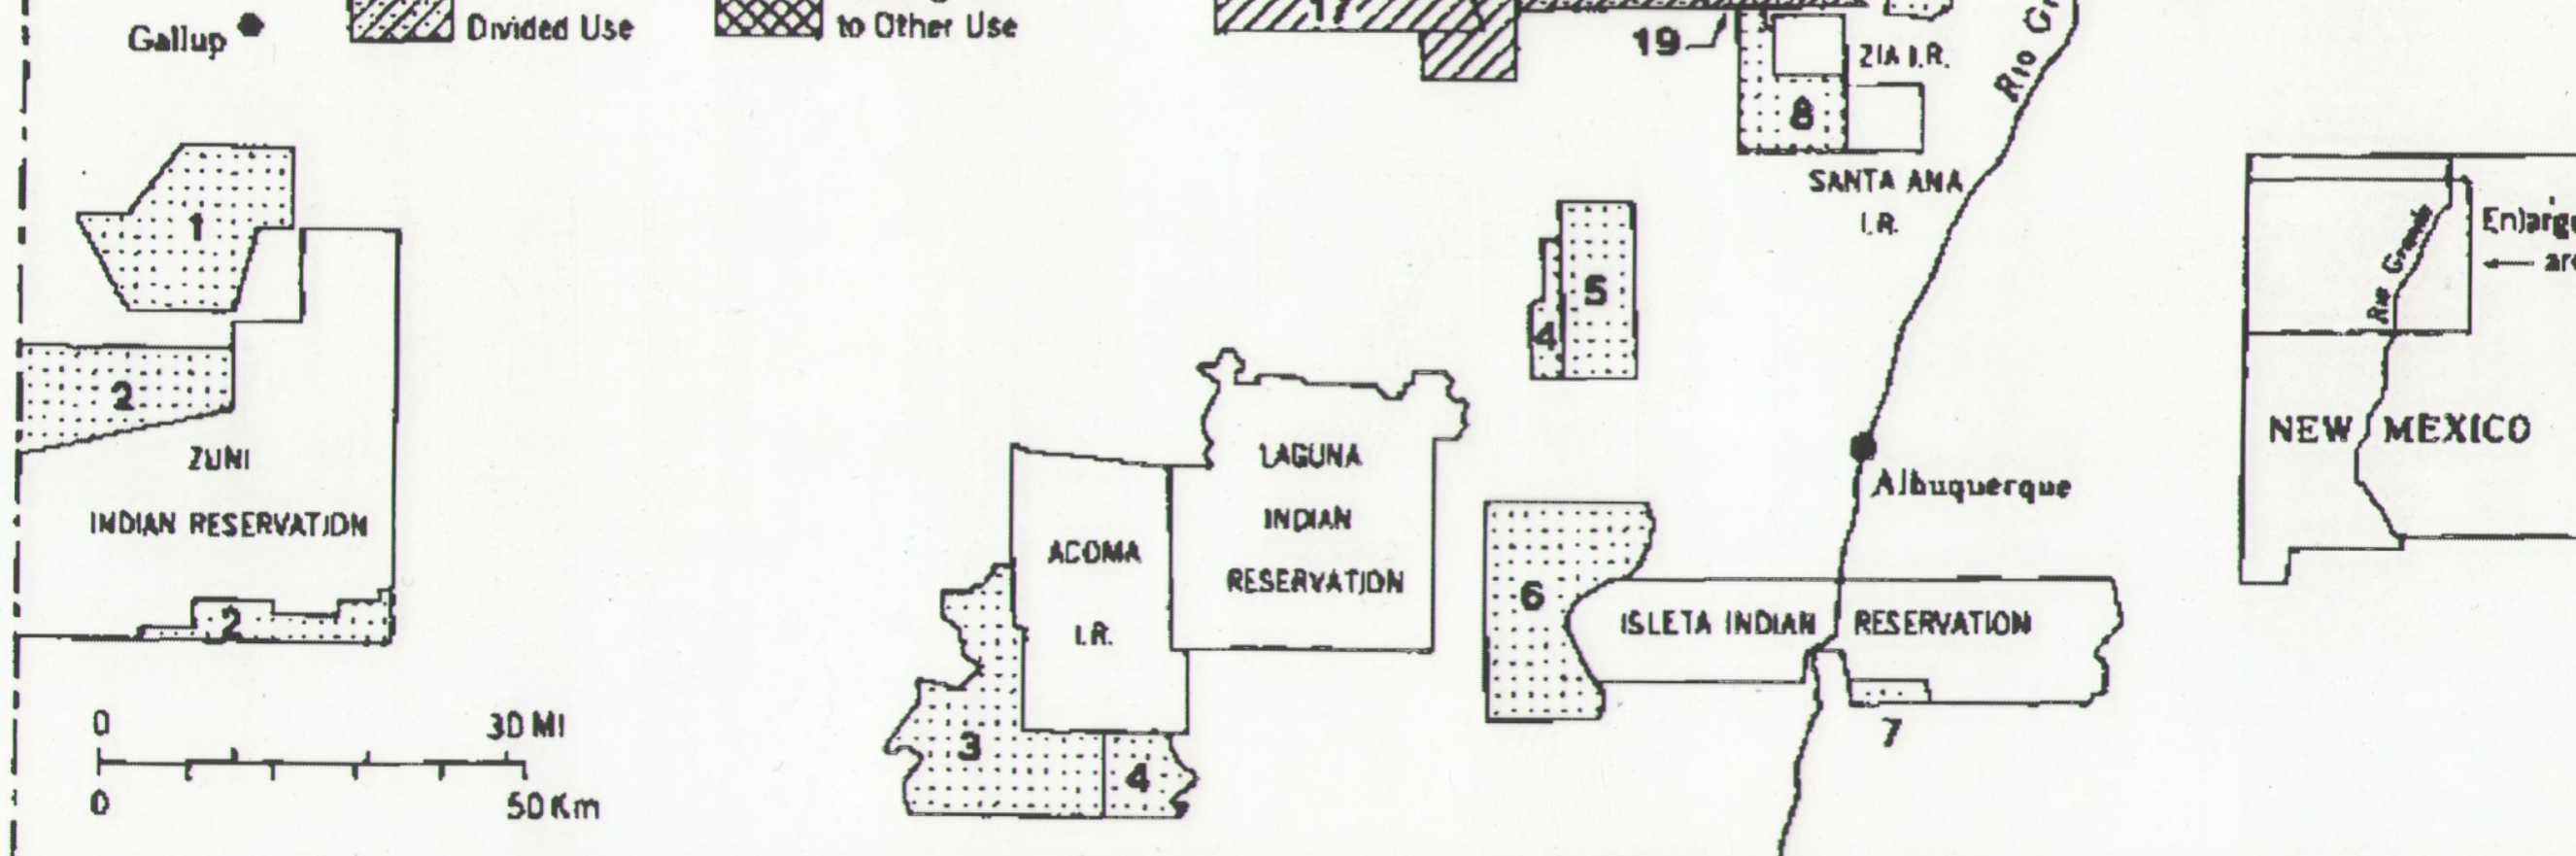 Gallup
Divided Use
to Other Use
17
19
ZIA I.R.
8
SANTA ANA
I.R.
Rio
1
2
ZUNI
INDIAN RESERVATION
2
0 30 MI
0 50 Km
5
4
LAGUNA
INDIAN
RESERVATION
ACOMA
I.R.
3
4
6
Albuquerque
ISLETA INDIAN RESERVATION
7
Rio Grande
NEW MEXICO